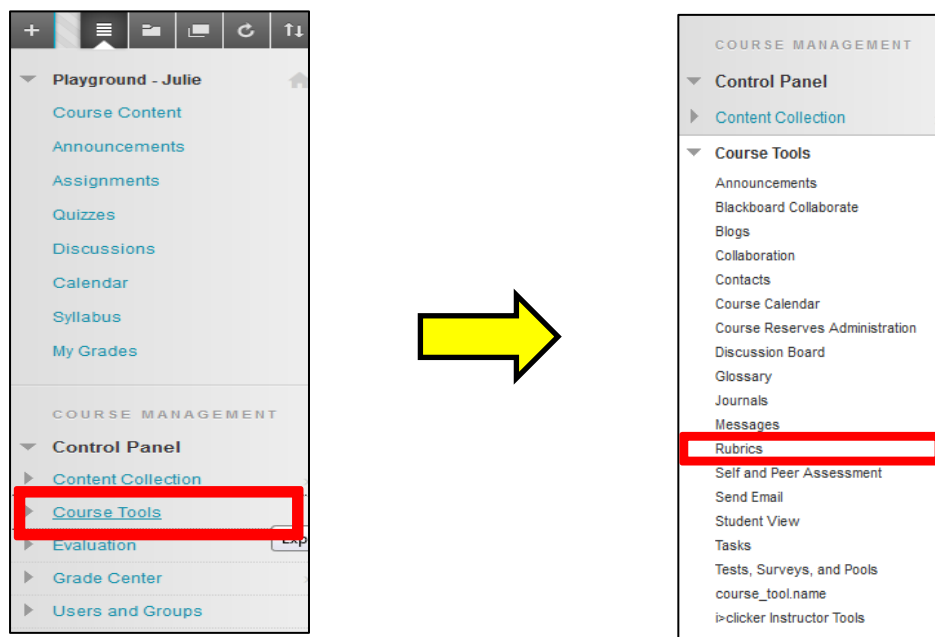 Playground - Julie
Course Content
Announcements
Assignments
Quizzes
Discussions
Calendar
Syllabus
My Grades
COURSE MANAGEMENT
Control Panel
Content Collection
Course Tools
Evaluation
Grade Center
Users and Groups
COURSE MANAGEMENT
Control Panel
Content Collection
Course Tools
Announcements
Blackboard Collaborate
Blogs
Collaboration
Contacts
Course Calendar
Course Reserves Administration
Discussion Board
Glossary
Journals
Messages
Rubrics
Self and Peer Assessment
Send Email
Student View
Tasks
Tests, Surveys, and Pools
course_tool.name
i>clicker Instructor Tools